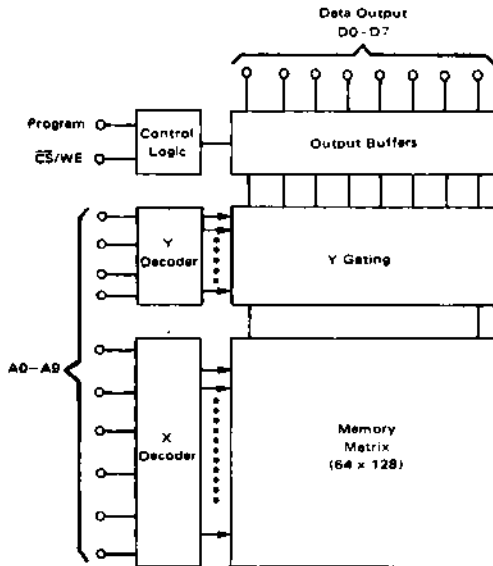 Data Output
D0-D7
Program
Control
Logic
Output Buffers
C̅S̅/WE
Y
Decoder
Y Gating
A0-A9
X
Decoder
Memory
Matrix
(64 x 128)